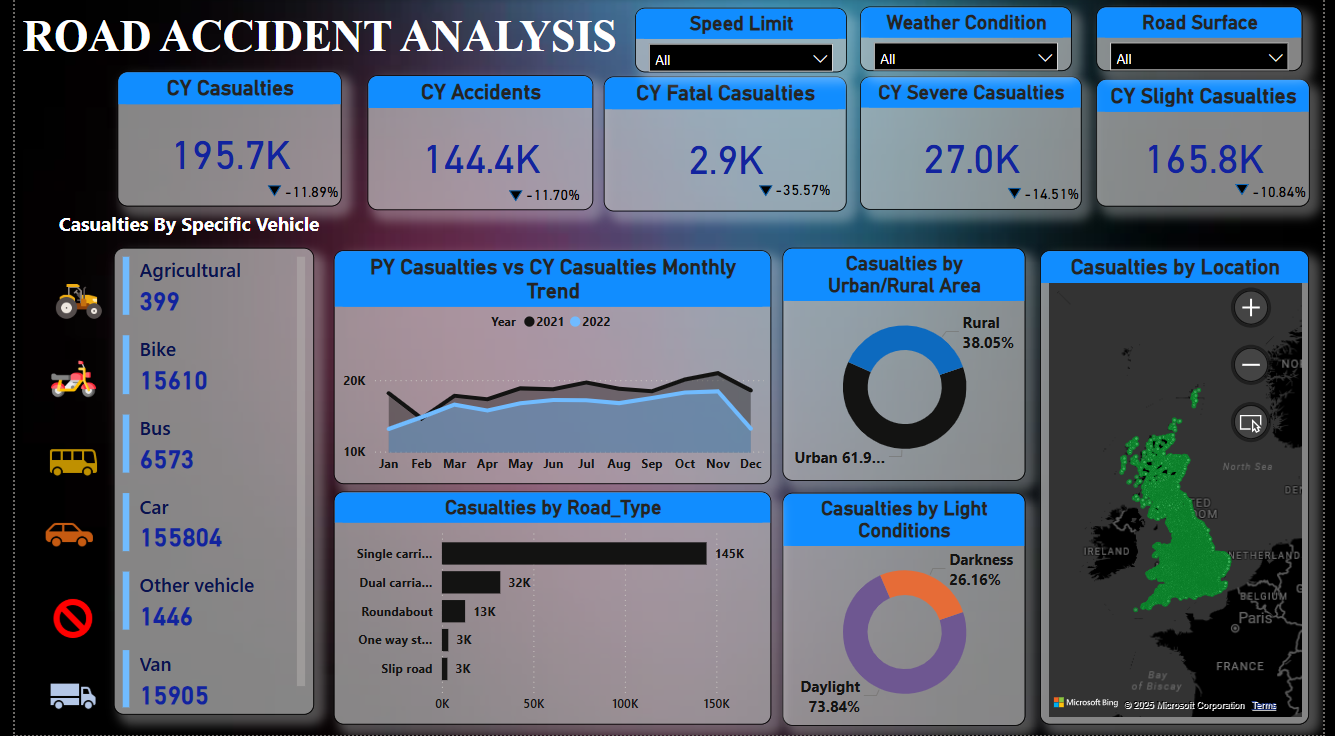 ROAD ACCIDENT ANALYSIS
Speed Limit
All
Weather Condition
All
Road Surface
All
CY Casualties
195.7K
-11.89%
CY Accidents
144.4K
-11.70%
CY Fatal Casualties
2.9K
-35.57%
CY Severe Casualties
27.0K
-14.51%
CY Slight Casualties
165.8K
-10.84%
Casualties By Specific Vehicle
Agricultural
399
Bike
15610
Bus
6573
Car
155804
Other vehicle
1446
Van
15905
PY Casualties vs CY Casualties Monthly
Trend
Year 2021 2022
20K
10K
Jan Feb Mar Apr May Jun Jul Aug Sep Oct Nov Dec
Casualties by Road_Type
Single carri... 145K
Dual carria... 32K
Roundabout 13K
One way st... 3K
Slip road 3K
0K 50K 100K 150K
Casualties by
Urban/Rural Area
Rural
38.05%
Urban 61.9...
Casualties by Light
Conditions
Darkness
26.16%
Daylight
73.84%
Casualties by Location
NOR
North Sea
DEN
TED
DOM
IRELAND
NETHERLAND
BELGIUM
Paris
FRANCE
Bay
of Biscay
Microsoft Bing
© 2025 Microsoft Corporation Terms